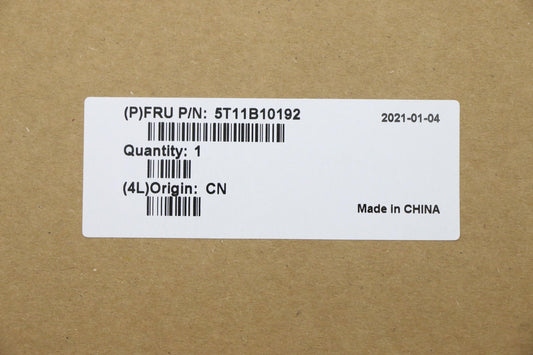 (P)FRU P/N: 5T11B10192
2021-01-04
Quantity: 1
(4L)Origin: CN
Made in CHINA